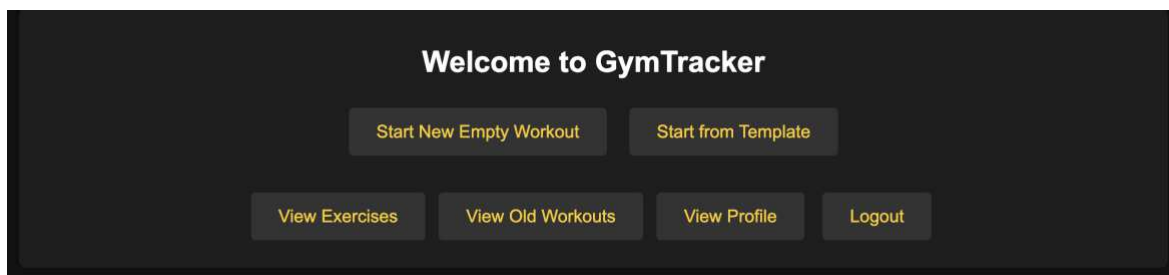 Welcome to GymTracker
Start New Empty Workout Start from Template
View Exercises View Old Workouts View Profile Logout